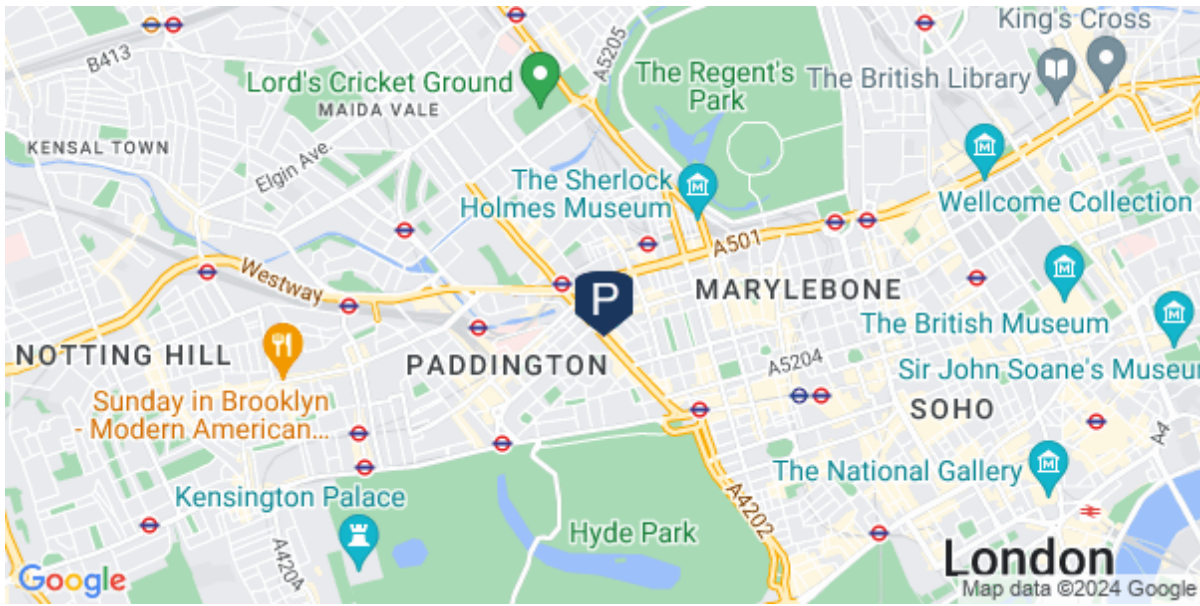 King's Cross
B413
A5205
Lord's Cricket Ground
The Regent's
Park
The British Library
MAIDA VALE
KENSAL TOWN
Elgin Ave.
The Sherlock
Holmes Museum
Wellcome Collection
A501
Westway
P
MARYLEBONE
The British Museum
NOTTING HILL
PADDINGTON
A5204
Sir John Soane's Museu
Sunday in Brooklyn
- Modern American...
SOHO
A4
The National Gallery
Kensington Palace
A4202
Hyde Park
A4204
London
Google
Map data ©2024 Google